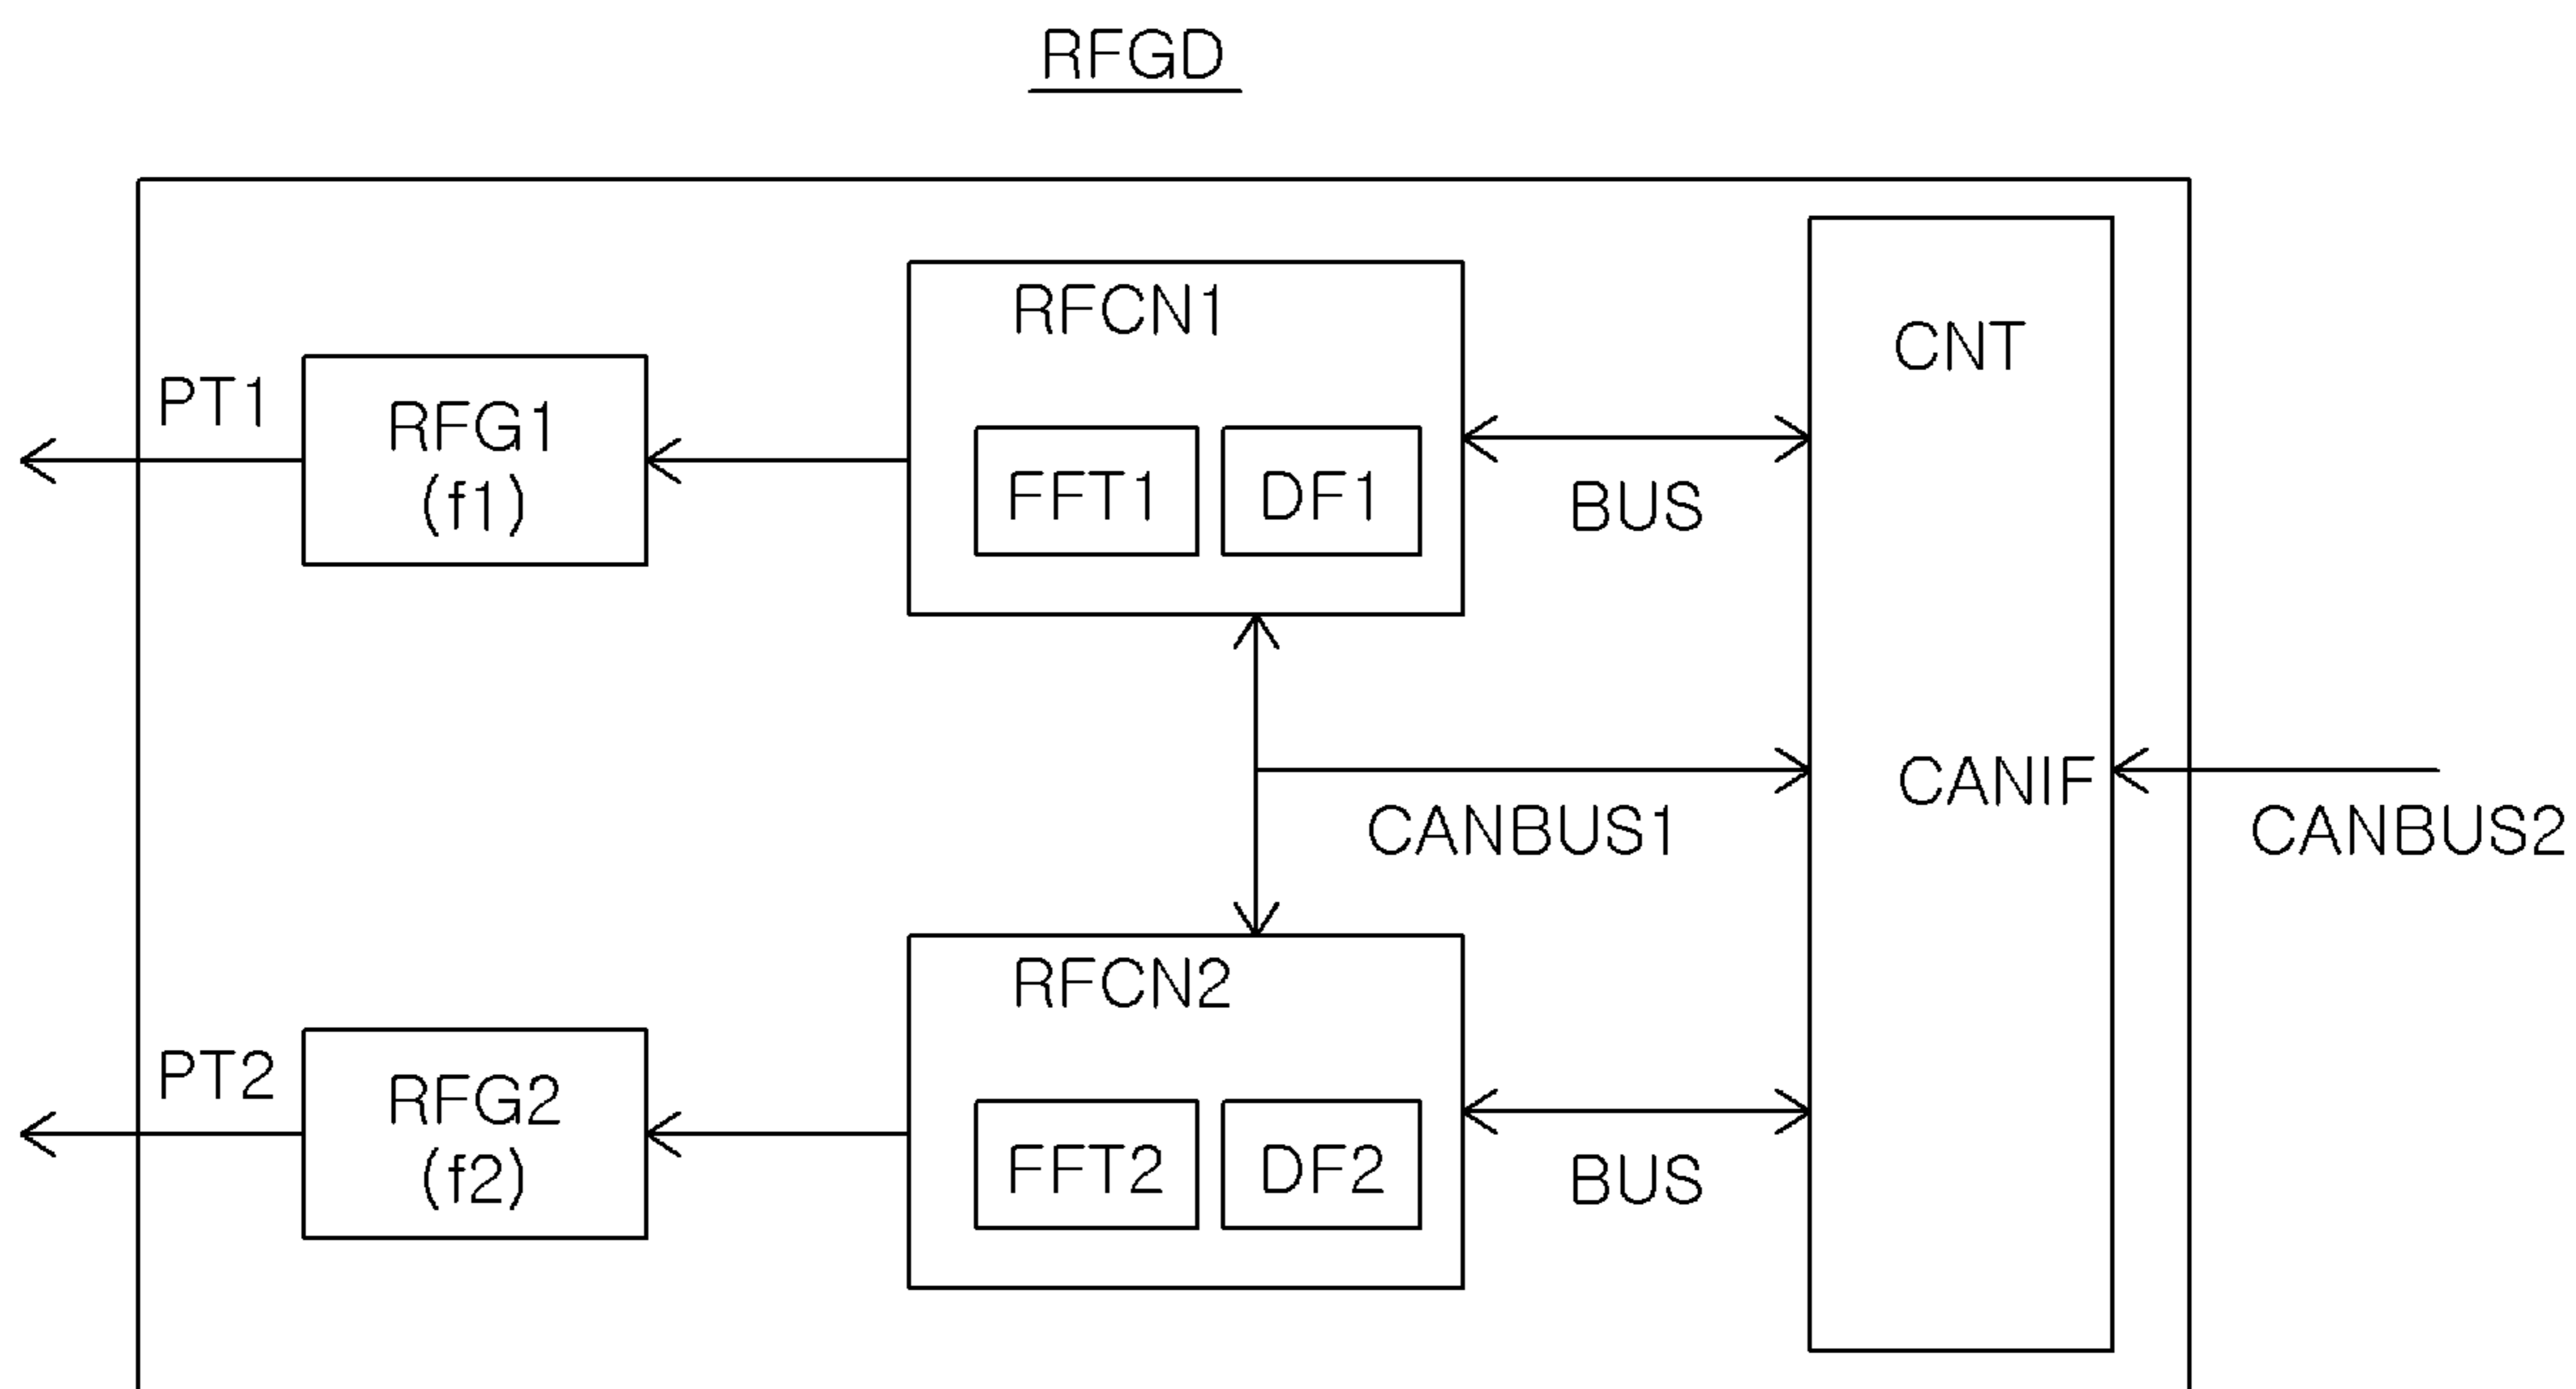 RFGD
RFCN1
CNT
PT1
RFG1
(f1)
FFT1
DF1
BUS
CANIF
CANBUS1
CANBUS2
RFCN2
PT2
RFG2
(f2)
FFT2
DF2
BUS